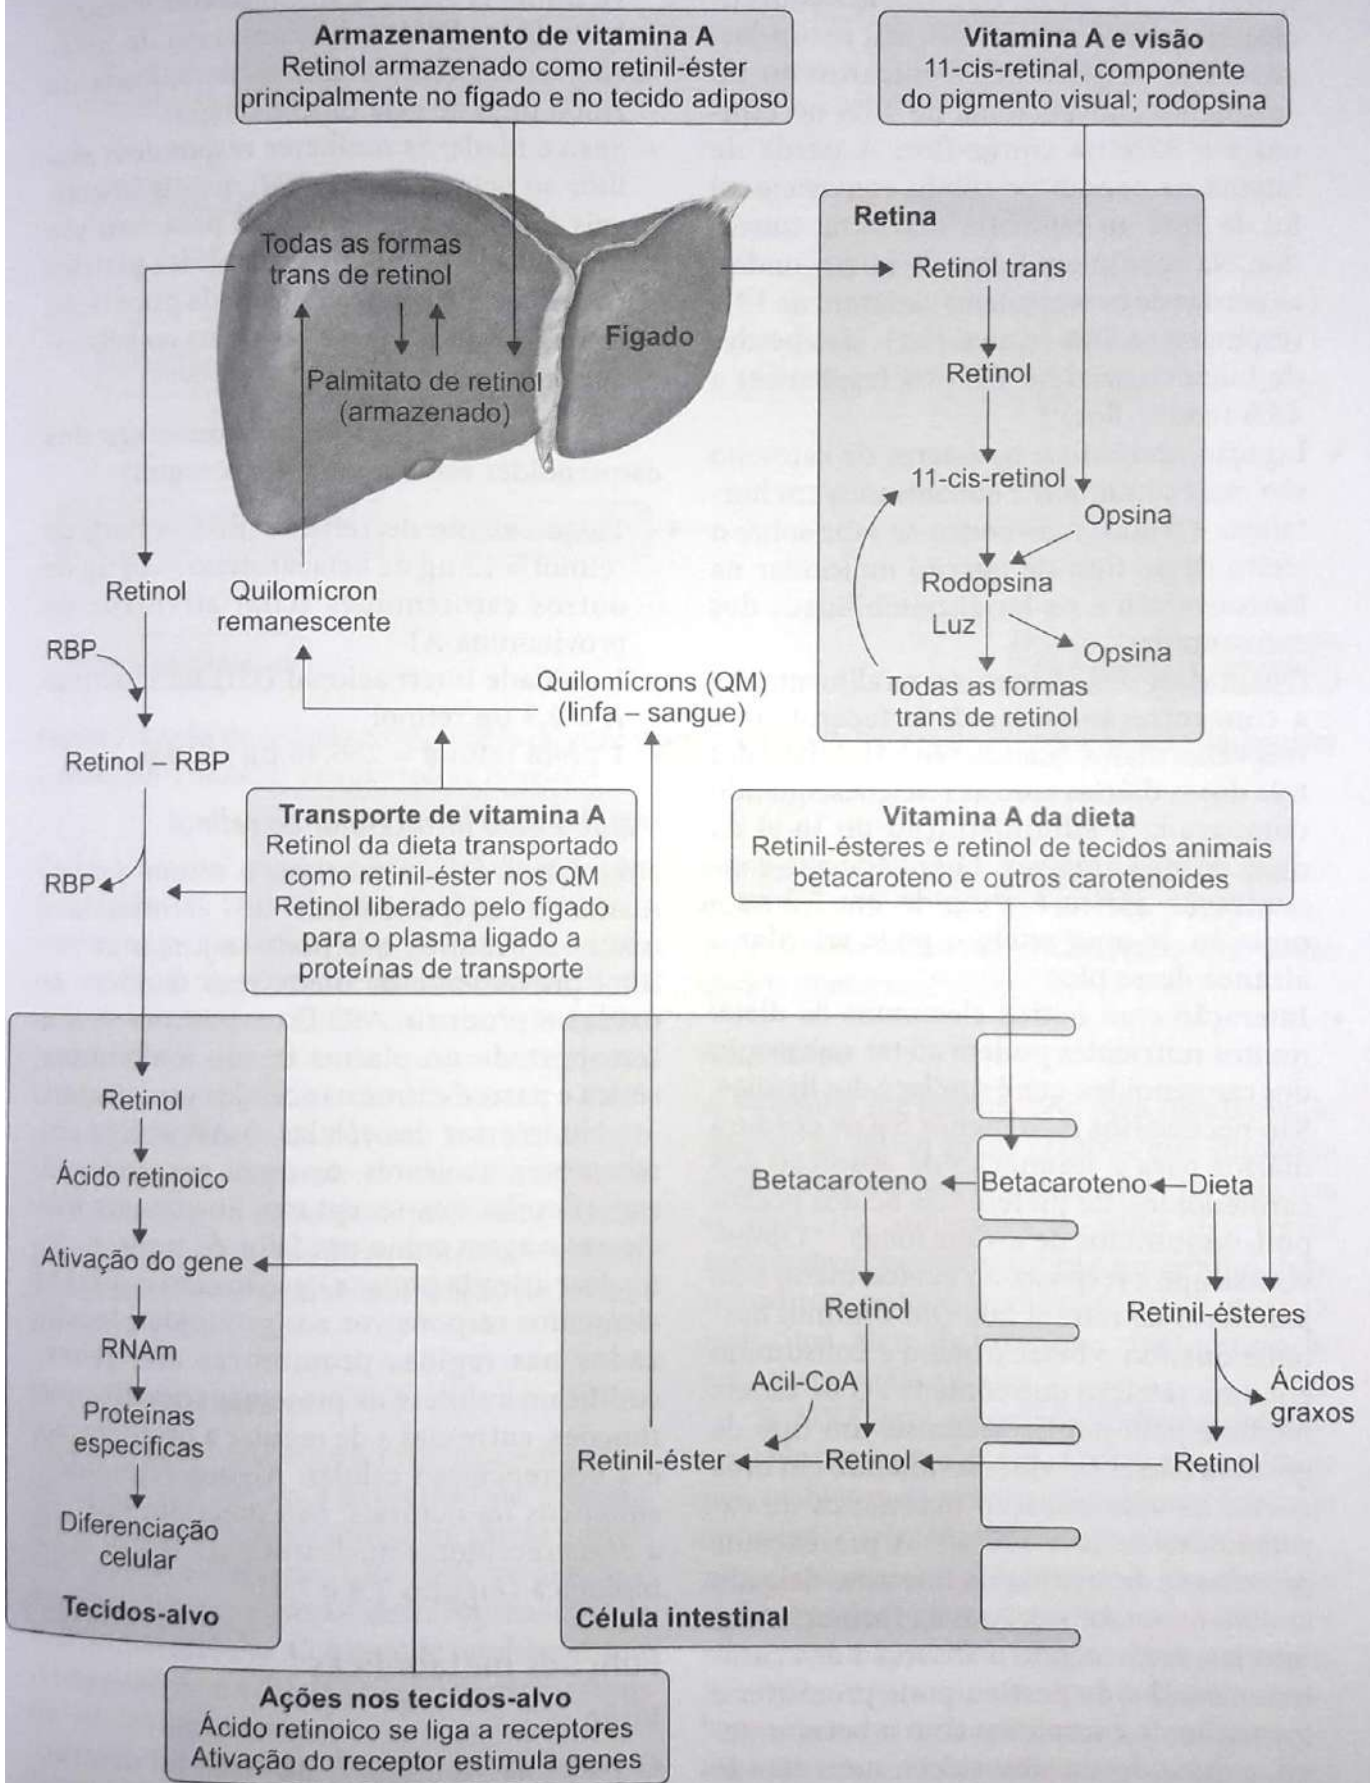 Armazenamento de vitamina A
Retinol armazenado como retinil-éster
principalmente no fígado e no tecido adiposo
Vitamina A e visão
11-cis-retinal, componente
do pigmento visual; rodopsina
Todas as formas
trans de retinol
Palmitato de retinol
(armazenado)
Fígado
Retina
Retinol trans
Retinol
11-cis-retinol
Opsina
Rodopsina
Luz
Opsina
Todas as formas
trans de retinol
Retinol
RBP
Retinol – RBP
RBP
Quilomicron
remanescente
Quilomícrons (QM)
(linfa – sangue)
Transporte de vitamina A
Retinol da dieta transportado
como retinil-éster nos QM
Retinol liberado pelo fígado
para o plasma ligado a
proteínas de transporte
Vitamina A da dieta
Retinil-ésteres e retinol de tecidos animais
betacaroteno e outros carotenoides
Retinol
Ácido retinoico
Ativação do gene
RNAm
Proteínas
específicas
Diferenciação
celular
Tecidos-alvo
Betacaroteno
Betacaroteno
Dieta
Retinol
Retinil-ésteres
Acil-CoA
Ácidos
graxos
Retinil-éster
Retinol
Retinol
Célula intestinal
Ações nos tecidos-alvo
Ácido retinoico se liga a receptores
Ativação do receptor estimula genes